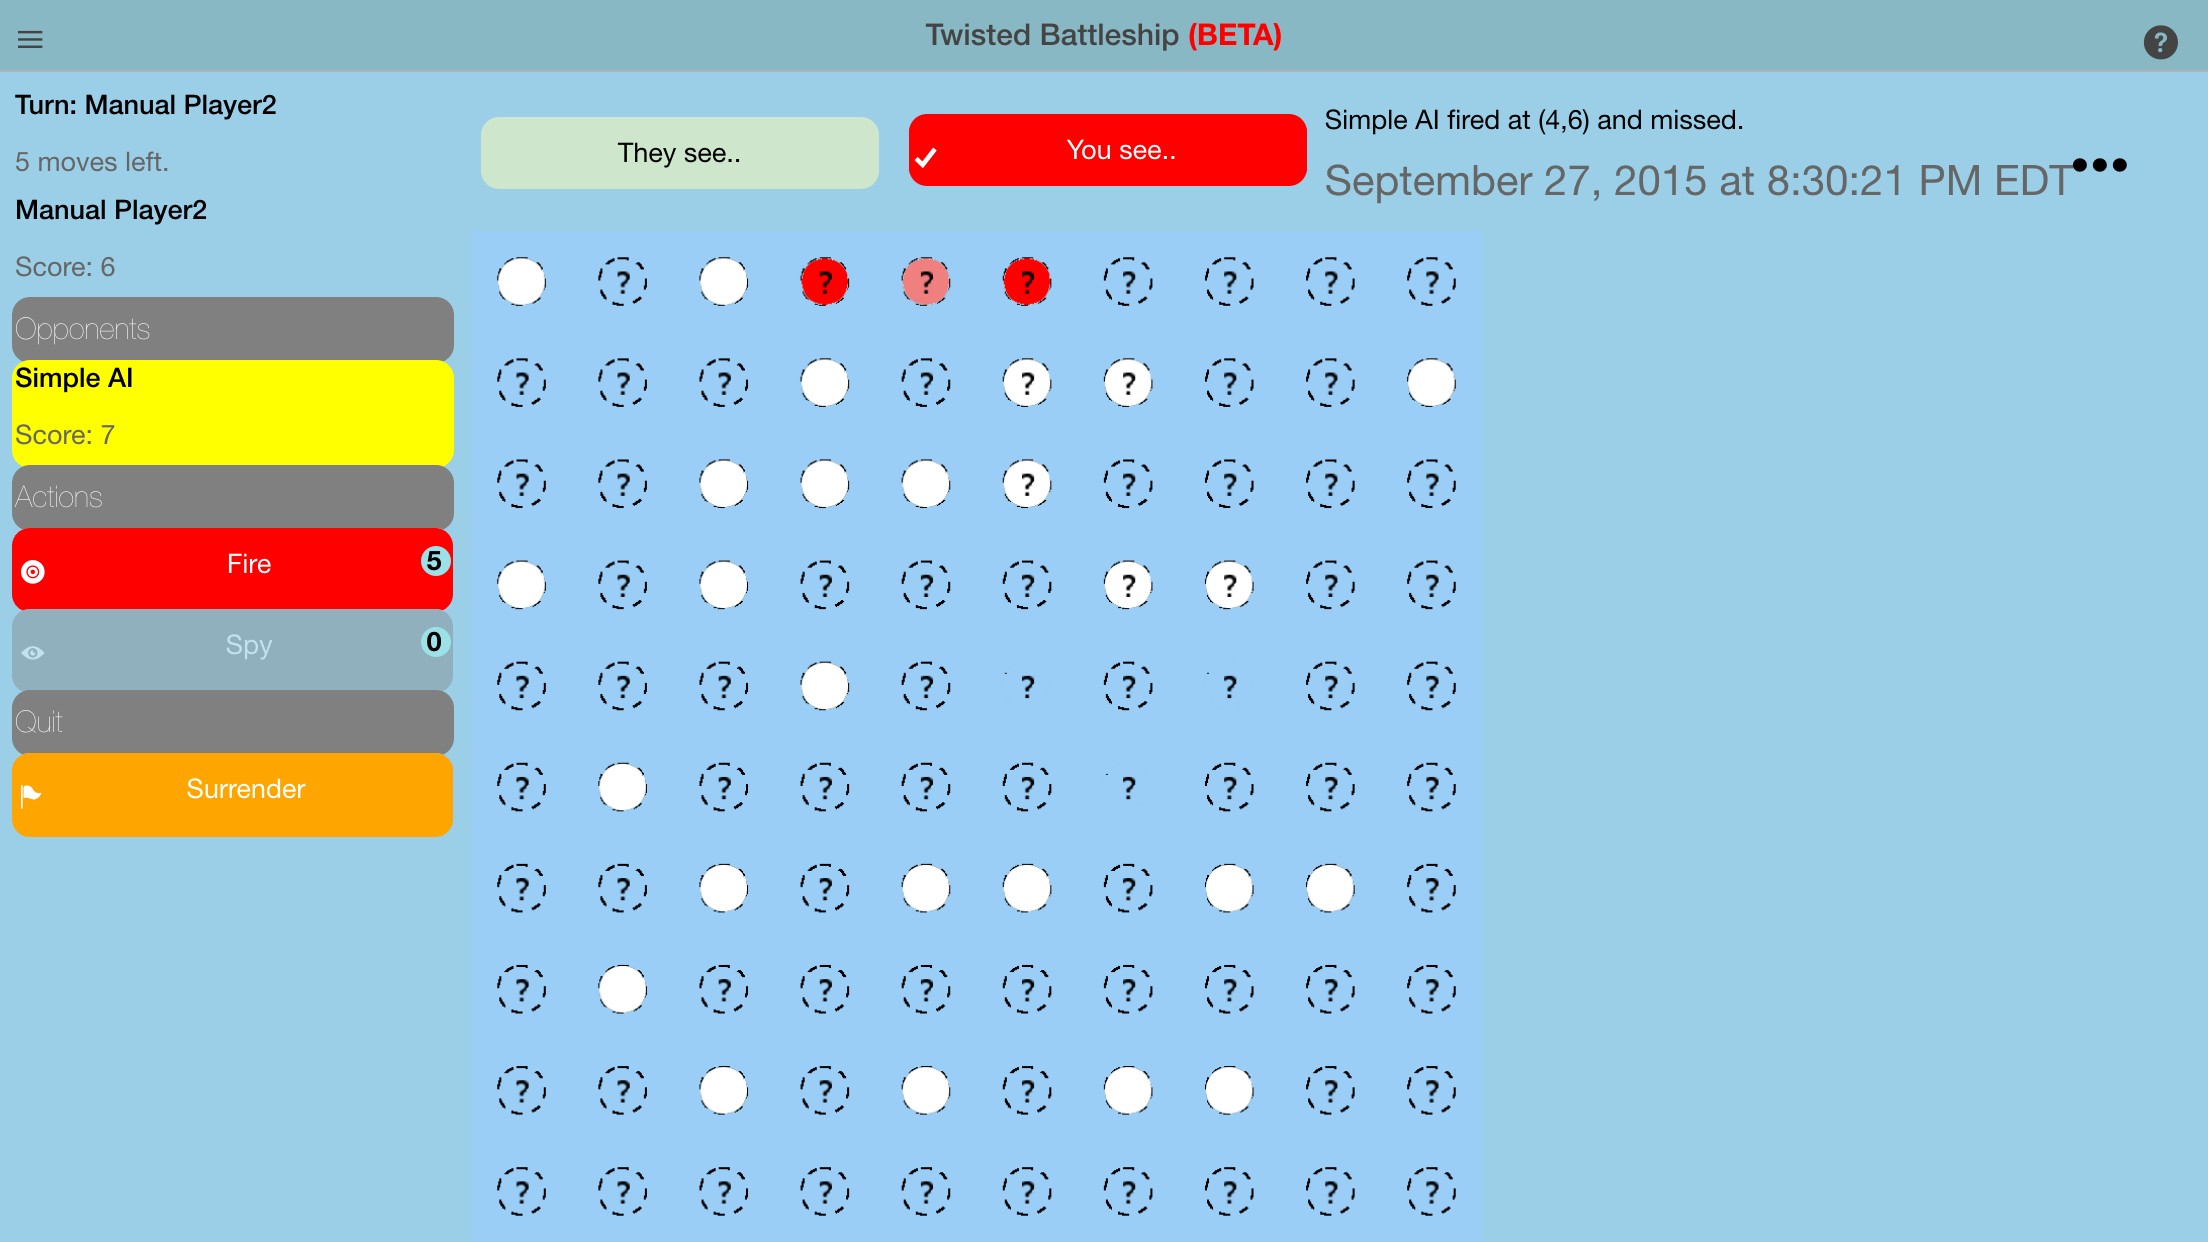 Twisted Battleship (BETA)
?
Turn: Manual Player2
5 moves left.
Manual Player2
Score: 6
Opponents
Simple AI
Score: 7
Actions
Fire 5
Spy 0
Quit
Surrender
They see..
You see..
Simple AI fired at (4,6) and missed.
September 27, 2015 at 8:30:21 PM EDT
? ? ? ? ? ? ? ?
? ? ? ? ? ? ? ?
? ? ? ? ? ? ?
? ? ? ? ? ? ? ?
? ? ? ? ? ? ? ? ?
? ? ? ? ? ? ? ? ?
? ? ? ? ?
? ? ? ? ? ? ? ? ?
? ? ? ? ? ?
? ? ? ? ? ? ? ? ? ?